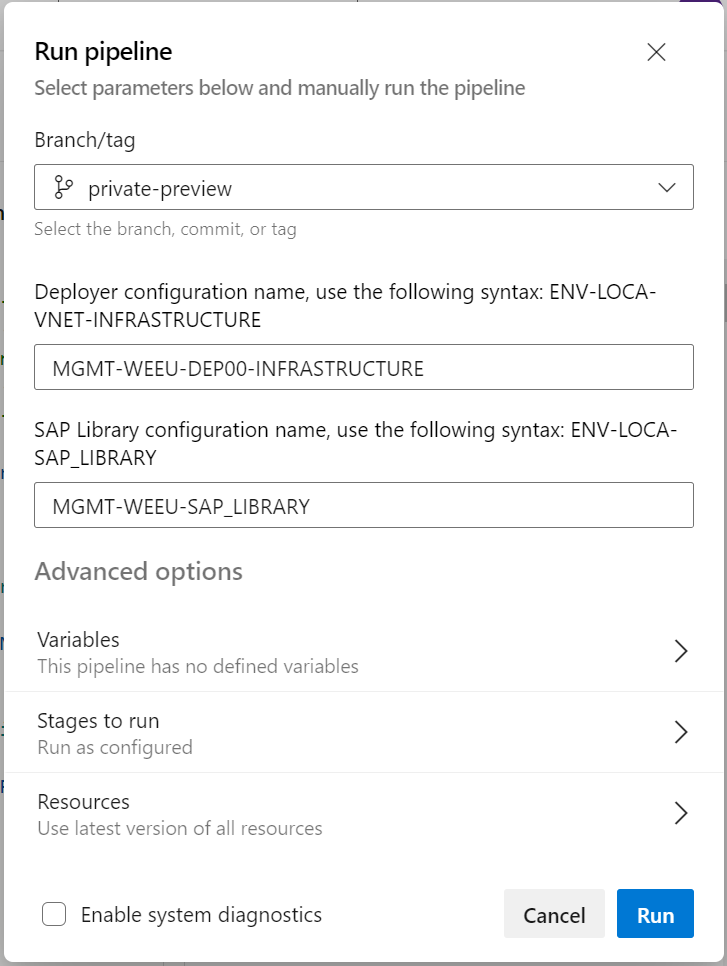 Run pipeline
Select parameters below and manually run the pipeline
Branch/tag
private-preview
Select the branch, commit, or tag
Deployer configuration name, use the following syntax: ENV-LOCA-
VNET-INFRASTRUCTURE
MGMT-WEEU-DEP00-INFRASTRUCTURE
SAP Library configuration name, use the following syntax: ENV-LOCA-
SAP_LIBRARY
MGMT-WEEU-SAP_LIBRARY
Advanced options
Variables
This pipeline has no defined variables
Stages to run
Run as configured
Resources
Use latest version of all resources
Enable system diagnostics
Cancel
Run